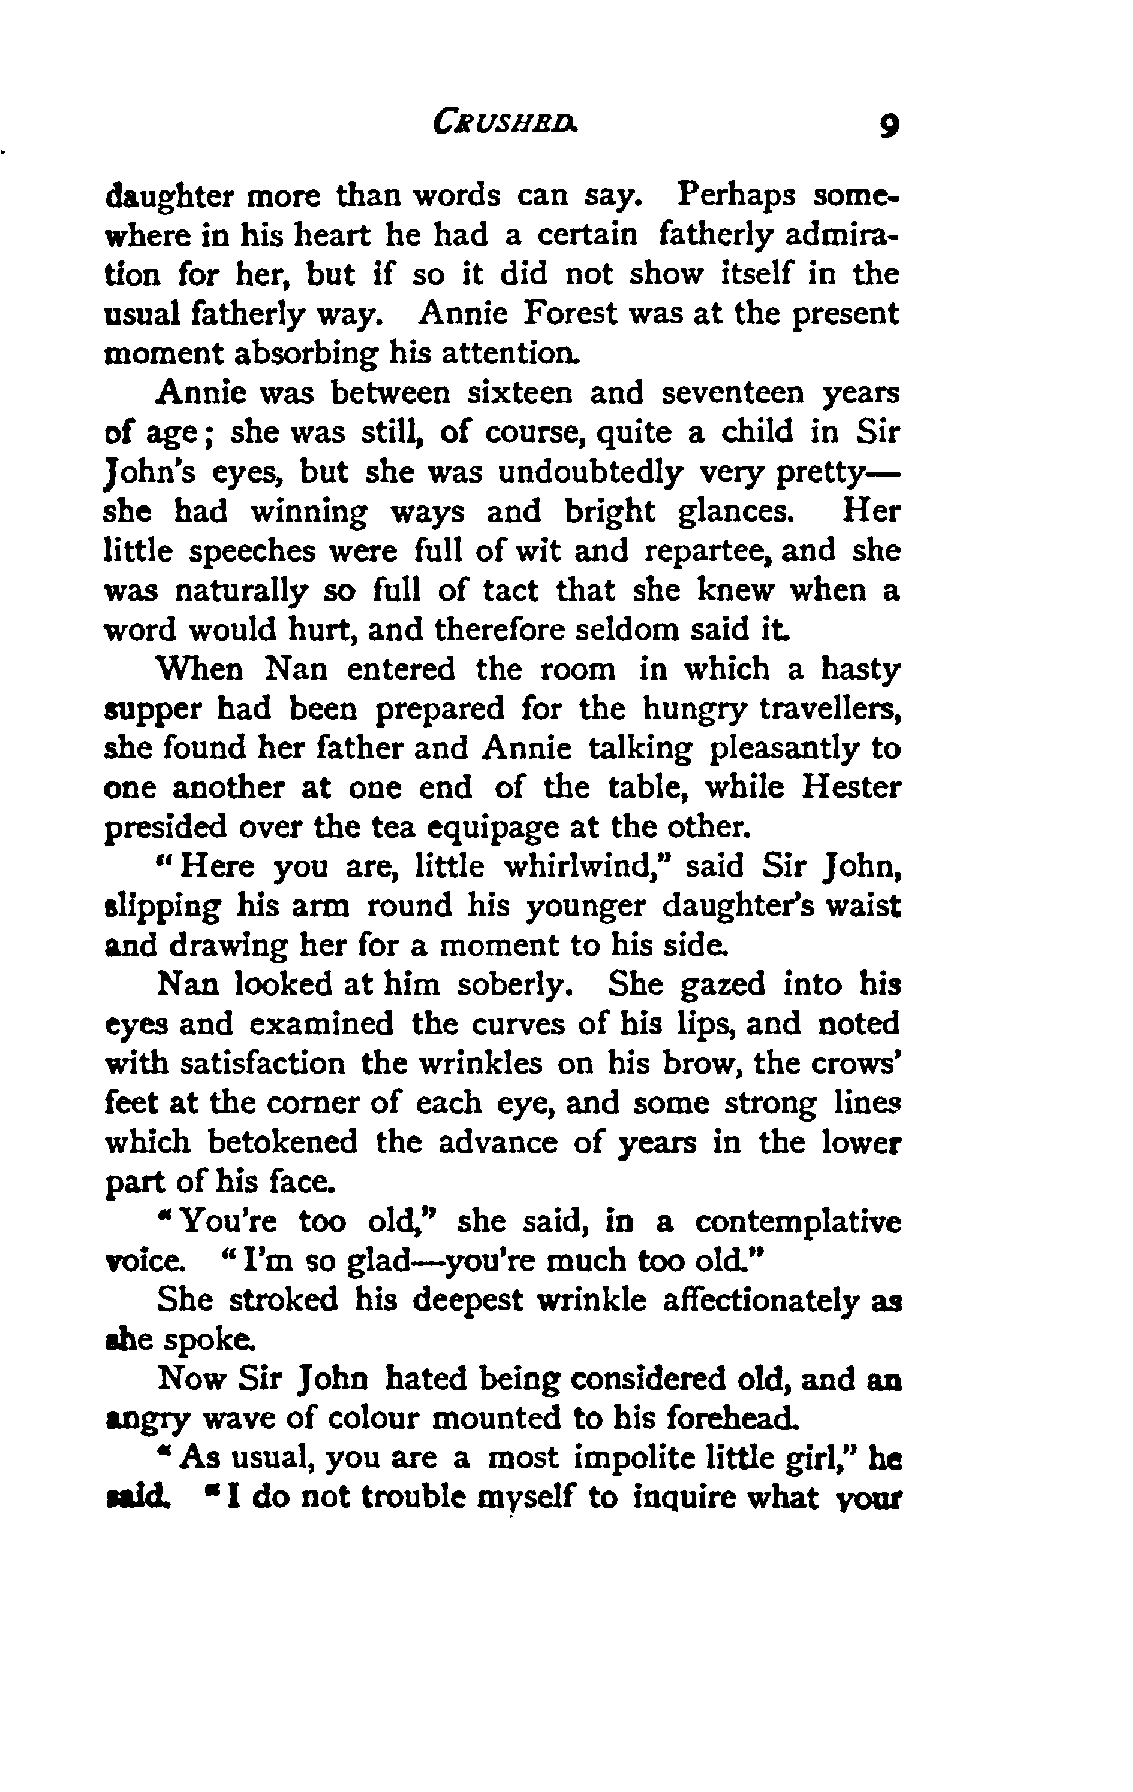 CRUSHED. 9
daughter more than words can say. Perhaps some-
where in his heart he had a certain fatherly admira-
tion for her, but if so it did not show itself in the
usual fatherly way. Annie Forest was at the present
moment absorbing his attention.
Annie was between sixteen and seventeen years
of age; she was still, of course, quite a child in Sir
John's eyes, but she was undoubtedly very pretty—
she had winning ways and bright glances. Her
little speeches were full of wit and repartee, and she
was naturally so full of tact that she knew when a
word would hurt, and therefore seldom said it.
When Nan entered the room in which a hasty
supper had been prepared for the hungry travellers,
she found her father and Annie talking pleasantly to
one another at one end of the table, while Hester
presided over the tea equipage at the other.
"Here you are, little whirlwind," said Sir John,
slipping his arm round his younger daughter's waist
and drawing her for a moment to his side.
Nan looked at him soberly. She gazed into his
eyes and examined the curves of his lips, and noted
with satisfaction the wrinkles on his brow, the crows'
feet at the corner of each eye, and some strong lines
which betokened the advance of years in the lower
part of his face.
"You're too old," she said, in a contemplative
voice. "I'm so glad—you're much too old."
She stroked his deepest wrinkle affectionately as
she spoke.
Now Sir John hated being considered old, and an
angry wave of colour mounted to his forehead.
"As usual, you are a most impolite little girl," he
said. "I do not trouble myself to inquire what your